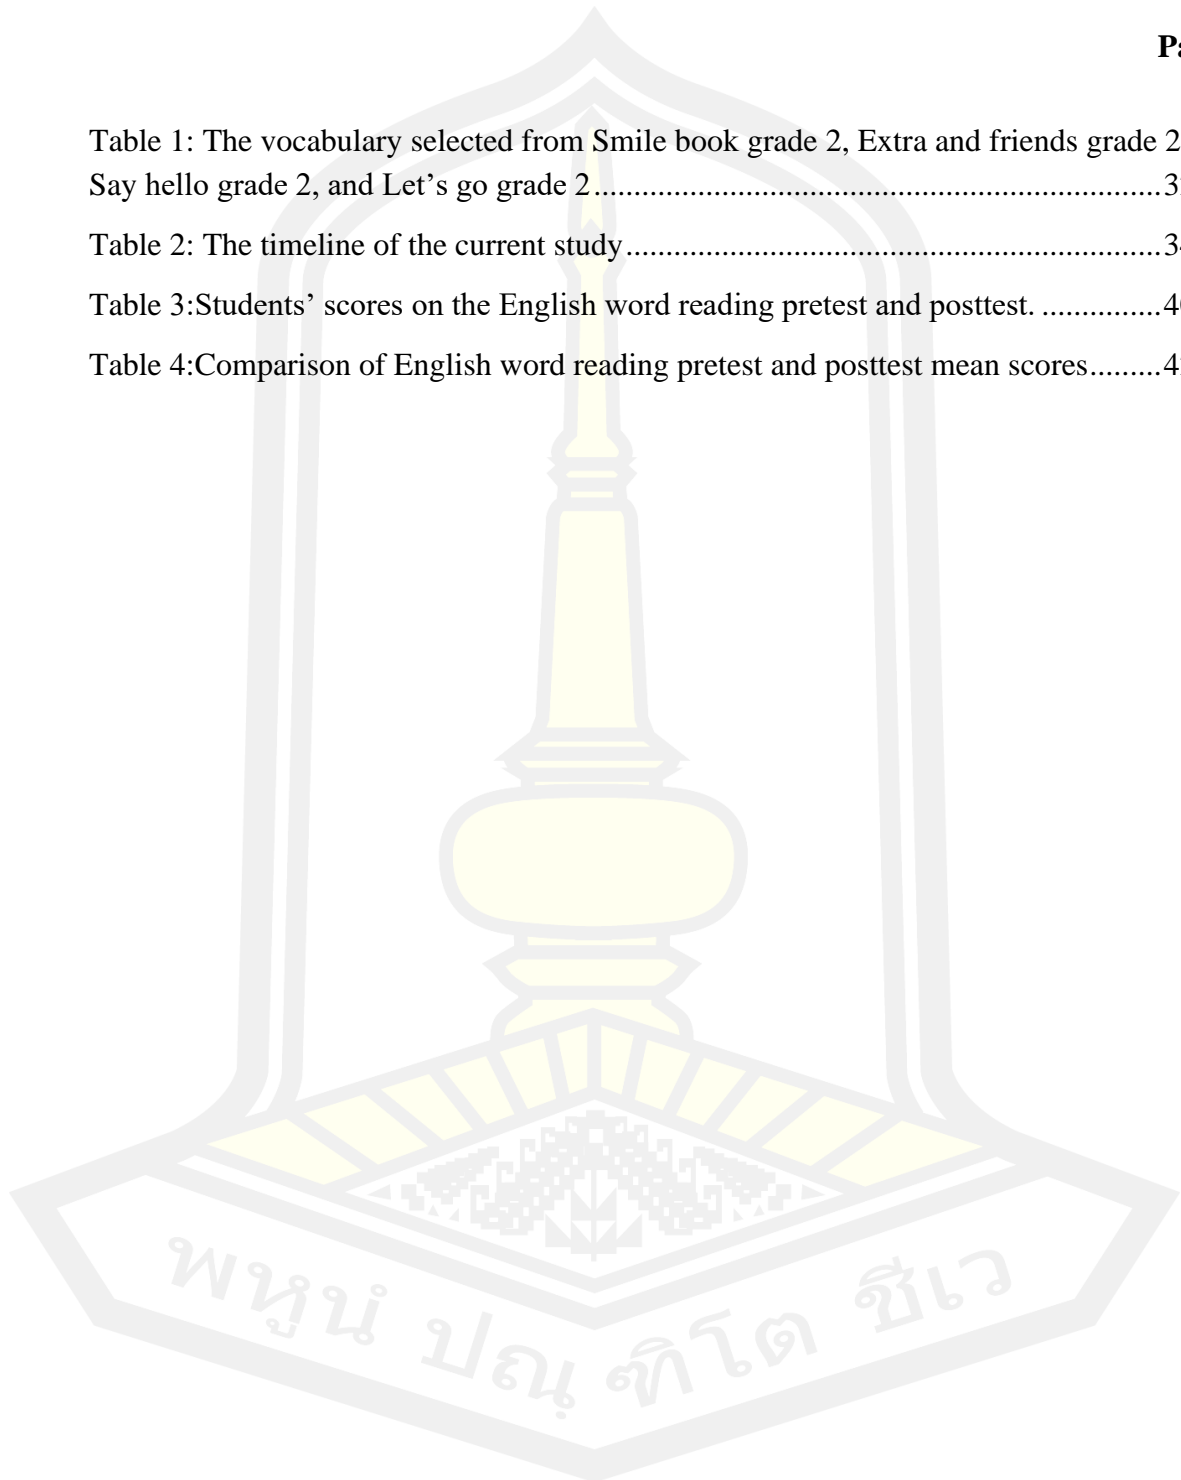 Table 1: The vocabulary selected from Smile book grade 2, Extra and friends grade 2
Say hello grade 2, and Let’s go grade 2
Table 2: The timeline of the current study
Table 3:Students’ scores on the English word reading pretest and posttest.
Table 4:Comparison of English word reading pretest and posttest mean scores
พหูนํ ปณฺ ฑิโต ชีเว